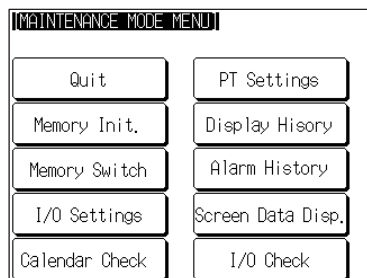 [MAINTENANCE MODE MENU]
Quit
PT Settings
Memory Init.
Display Hisory
Memory Switch
Alarm History
I/O Settings
Screen Data Disp.
Calendar Check
I/O Check